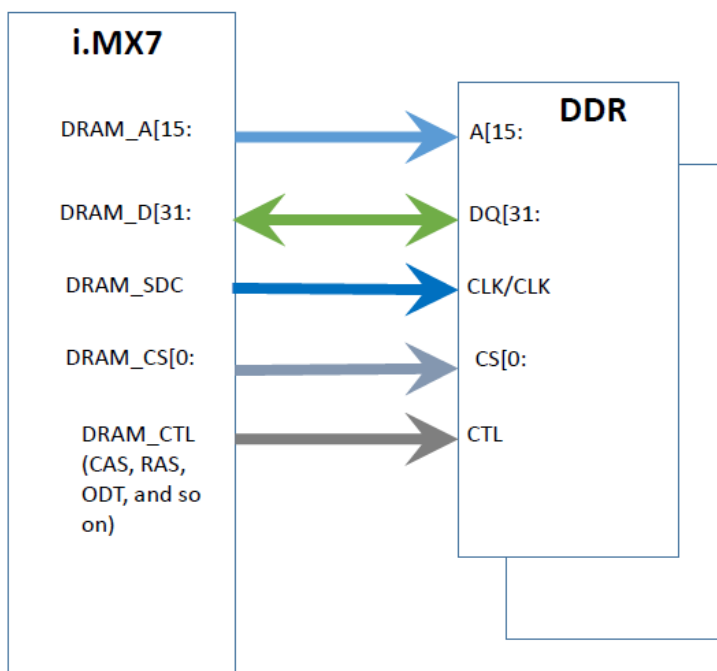 i.MX7
DDR
DRAM_A[15:
A[15:
DRAM_D[31:
DQ[31:
DRAM_SDC
CLK/CLK
DRAM_CS[0:
CS[0:
DRAM_CTL
(CAS, RAS,
ODT, and so
on)
CTL